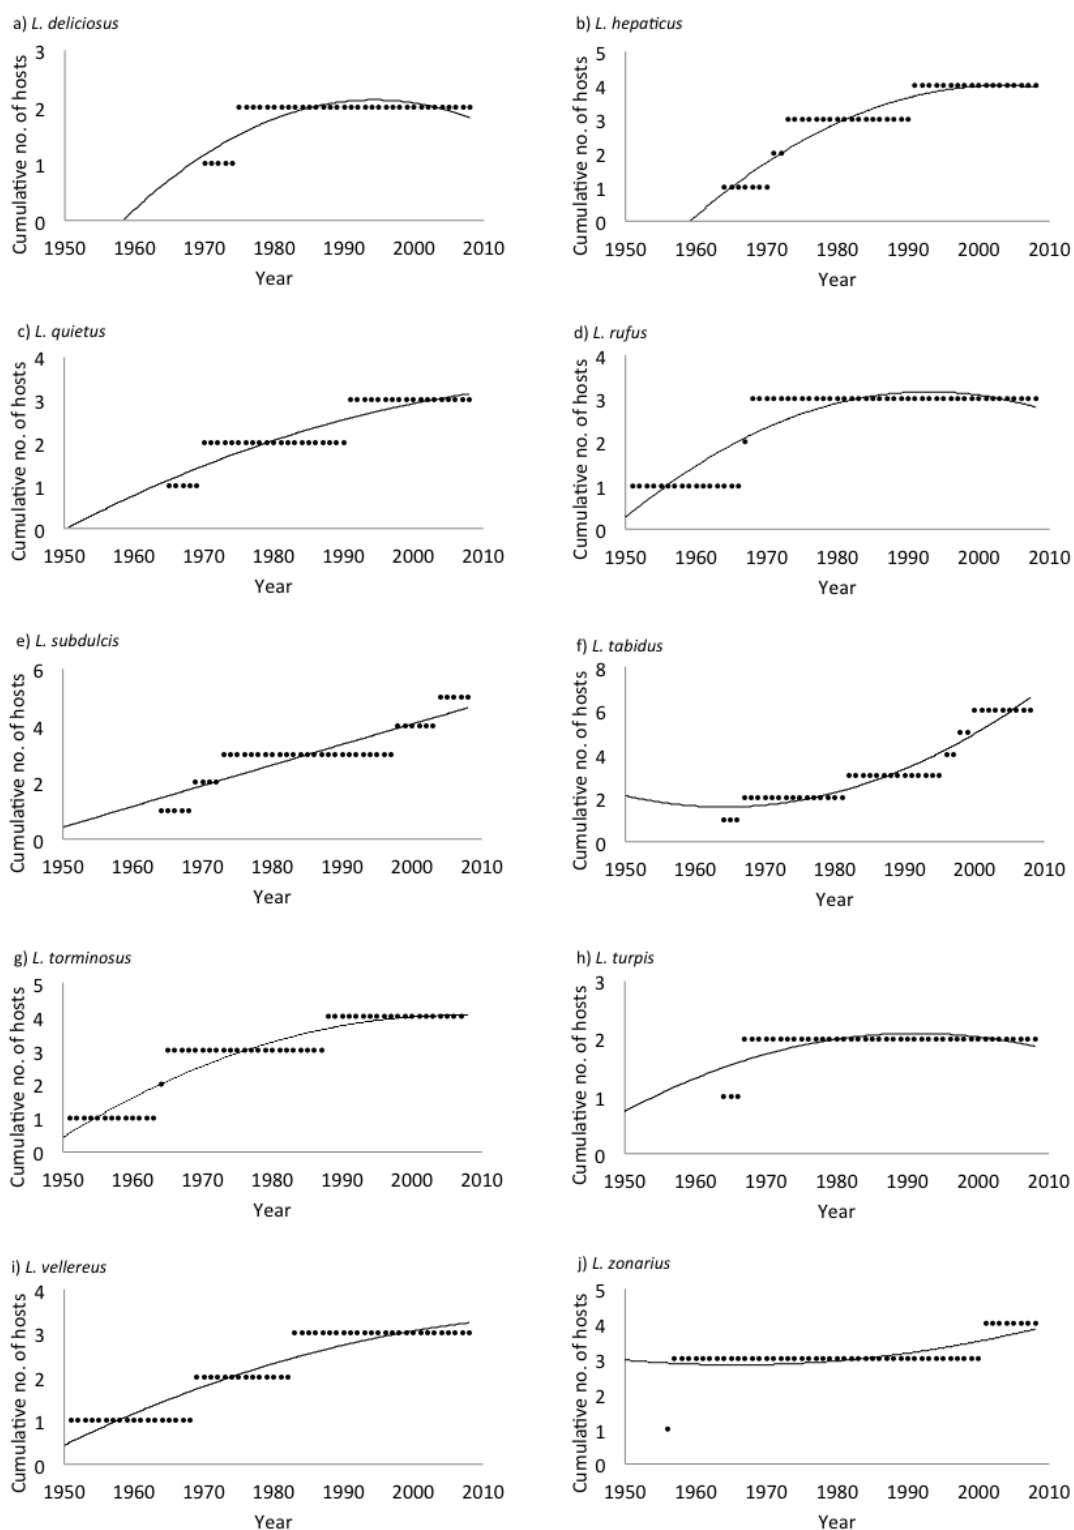 a) L. deliciosus
Cumulative no. of hosts
3
2
1
0
1950 1960 1970 1980 1990 2000 2010
Year
b) L. hepaticus
Cumulative no. of hosts
5
4
3
2
1
0
1950 1960 1970 1980 1990 2000 2010
Year
c) L. quietus
Cumulative no. of hosts
4
3
2
1
0
1950 1960 1970 1980 1990 2000 2010
Year
d) L. rufus
Cumulative no. of hosts
4
3
2
1
0
1950 1960 1970 1980 1990 2000 2010
Year
e) L. subdulcis
Cumulative no. of hosts
6
4
2
0
1950 1960 1970 1980 1990 2000 2010
Year
f) L. tabidus
Cumulative no. of hosts
8
6
4
2
0
1950 1960 1970 1980 1990 2000 2010
Year
g) L. torminosus
Cumulative no. of hosts
5
4
3
2
1
0
1950 1960 1970 1980 1990 2000 2010
Year
h) L. turpis
Cumulative no. of hosts
3
2
1
0
1950 1960 1970 1980 1990 2000 2010
Year
i) L. vellereus
Cumulative no. of hosts
4
3
2
1
0
1950 1960 1970 1980 1990 2000 2010
Year
j) L. zonarius
Cumulative no. of hosts
5
4
3
2
1
0
1950 1960 1970 1980 1990 2000 2010
Year